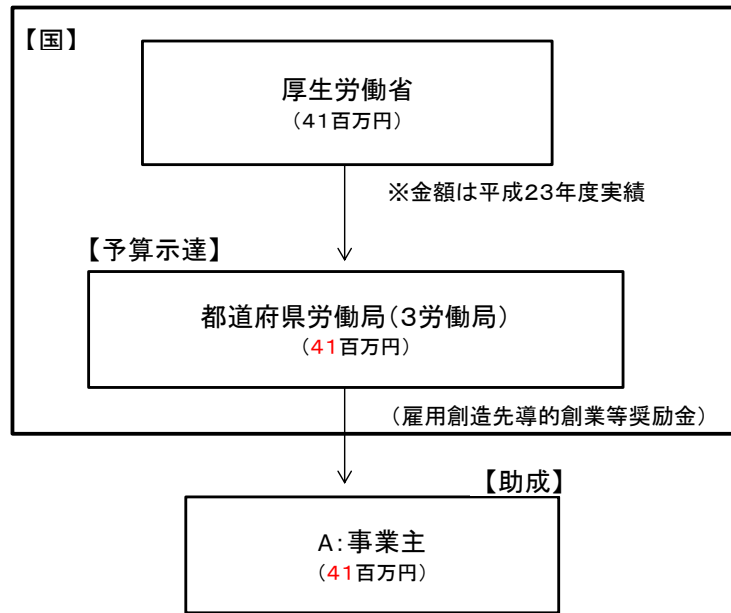 【国】
厚生労働省
（41百万円）
※金額は平成23年度実績
【予算示達】
都道府県労働局（３労働局）
（41百万円）
（雇用創造先導的創業等奨励金）
【助成】
A：事業主
（41百万円）